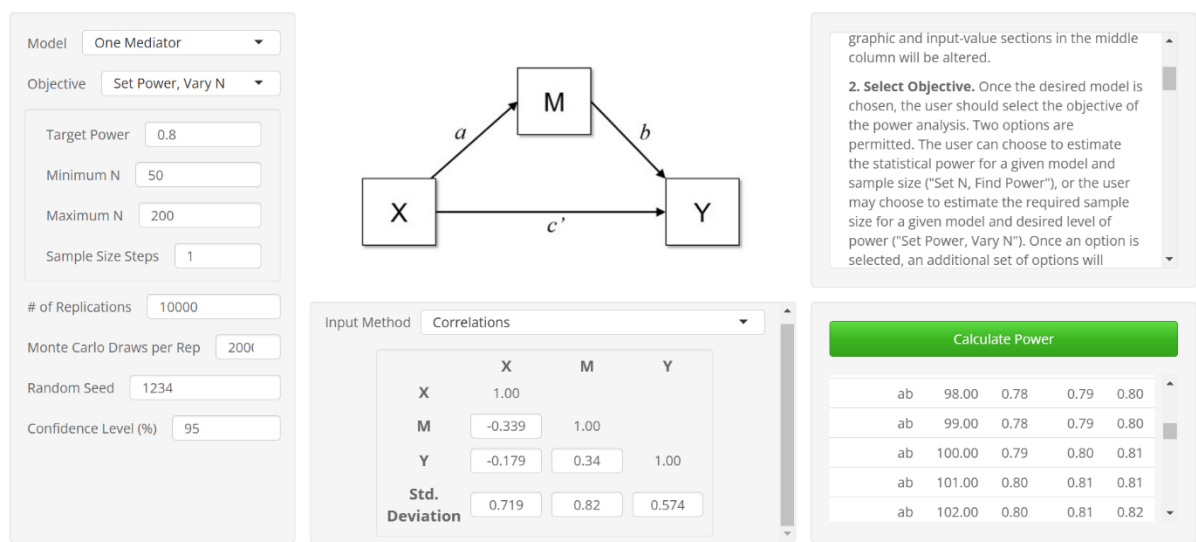 Model One Mediator
Objective Set Power, Vary N
Target Power 0.8
Minimum N 50
Maximum N 200
Sample Size Steps 1
# of Replications 10000
Monte Carlo Draws per Rep
Random Seed 1234
Confidence Level (%) 95
M
a
b
X
Y
c’
Input Method Correlations
X M Y
X 1.00
M -0.339 1.00
Y -0.179 0.34 1.00
Std.
Deviation 0.719 0.82 0.574
graphic and input-value sections in the middle
column will be altered.
2. Select Objective. Once the desired model is
chosen, the user should select the objective of
the power analysis. Two options are
permitted. The user can choose to estimate
the statistical power for a given model and
sample size ("Set N, Find Power"), or the user
may choose to estimate the required sample
size for a given model and desired level of
power ("Set Power, Vary N"). Once an option is
selected, an additional set of options will
Calculate Power
ab 98.00 0.78 0.79 0.80
ab 99.00 0.78 0.79 0.80
ab 100.00 0.79 0.80 0.81
ab 101.00 0.80 0.81 0.81
ab 102.00 0.80 0.81 0.82